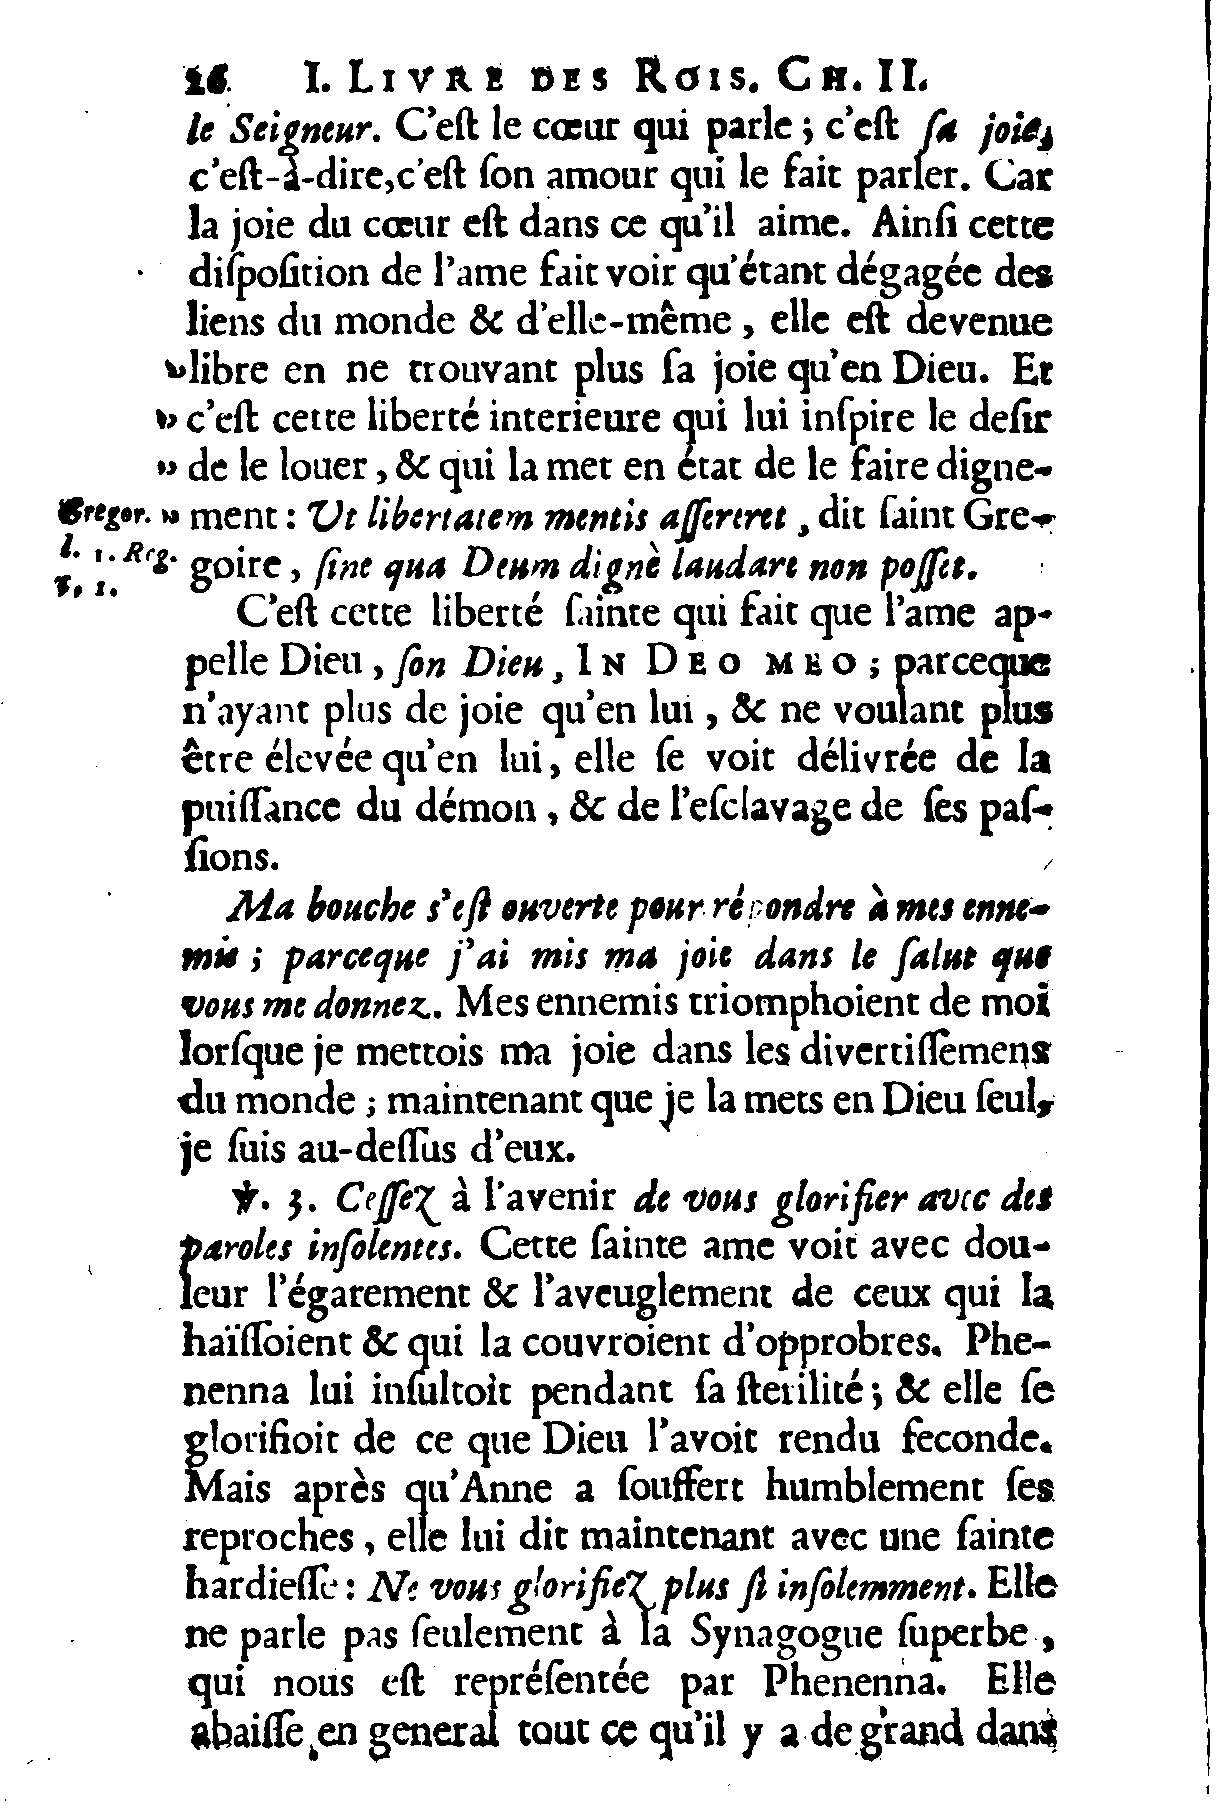 26. I. LIVRE DES ROIS. CH. II.
le Seigneur. C'eſt le cœur qui parle ; c'eſt ſa joie,
c'eſt-à-dire, c'eſt ſon amour qui le fait parler. Car
la joie du cœur eſt dans ce qu'il aime. Ainſi cette
diſpoſition de l'ame fait voir qu'étant dégagée des
liens du monde & d'elle-même , elle eſt devenue
» libre en ne trouvant plus ſa joie qu'en Dieu. Et
» c'eſt cette liberté interieure qui lui inſpire le deſir
» de le louer , & qui la met en état de le faire digne-
Gregor. » ment : Ut libertatem mentis aſſereret , dit ſaint Gre-
l. 1. Reg. goire , ſine qua Deum dignè laudare non poſſet.
v. 1.
C'eſt cette liberté ſainte qui fait que l'ame ap-
pelle Dieu , ſon Dieu , IN DEO MEO ; parceque
n'ayant plus de joie qu'en lui , & ne voulant plus
être élevée qu'en lui , elle ſe voit délivrée de la
puiſſance du démon , & de l'eſclavage de ſes paſ-
ſions.
Ma bouche s'eſt ouverte pour répondre à mes enne-
mis ; parceque j'ai mis ma joie dans le ſalut que
vous me donnez. Mes ennemis triomphoient de moi
lorſque je mettois ma joie dans les divertiſſemens
du monde ; maintenant que je la mets en Dieu ſeul,
je ſuis au-deſſus d'eux.
℣. 3. Ceſſez à l'avenir de vous glorifier avec des
paroles inſolentes. Cette ſainte ame voit avec dou-
leur l'égarement & l'aveuglement de ceux qui la
haïſſoient & qui la couvroient d'opprobres. Phe-
nenna lui inſultoit pendant ſa ſterilité ; & elle ſe
glorifioit de ce que Dieu l'avoit rendu feconde.
Mais après qu'Anne a ſouffert humblement ſes
reproches , elle lui dit maintenant avec une ſainte
hardieſſe : Ne vous glorifiez plus ſi inſolemment. Elle
ne parle pas ſeulement à la Synagogue ſuperbe ,
qui nous eſt repréſentée par Phenenna. Elle
abaiſſe en general tout ce qu'il y a de grand dans